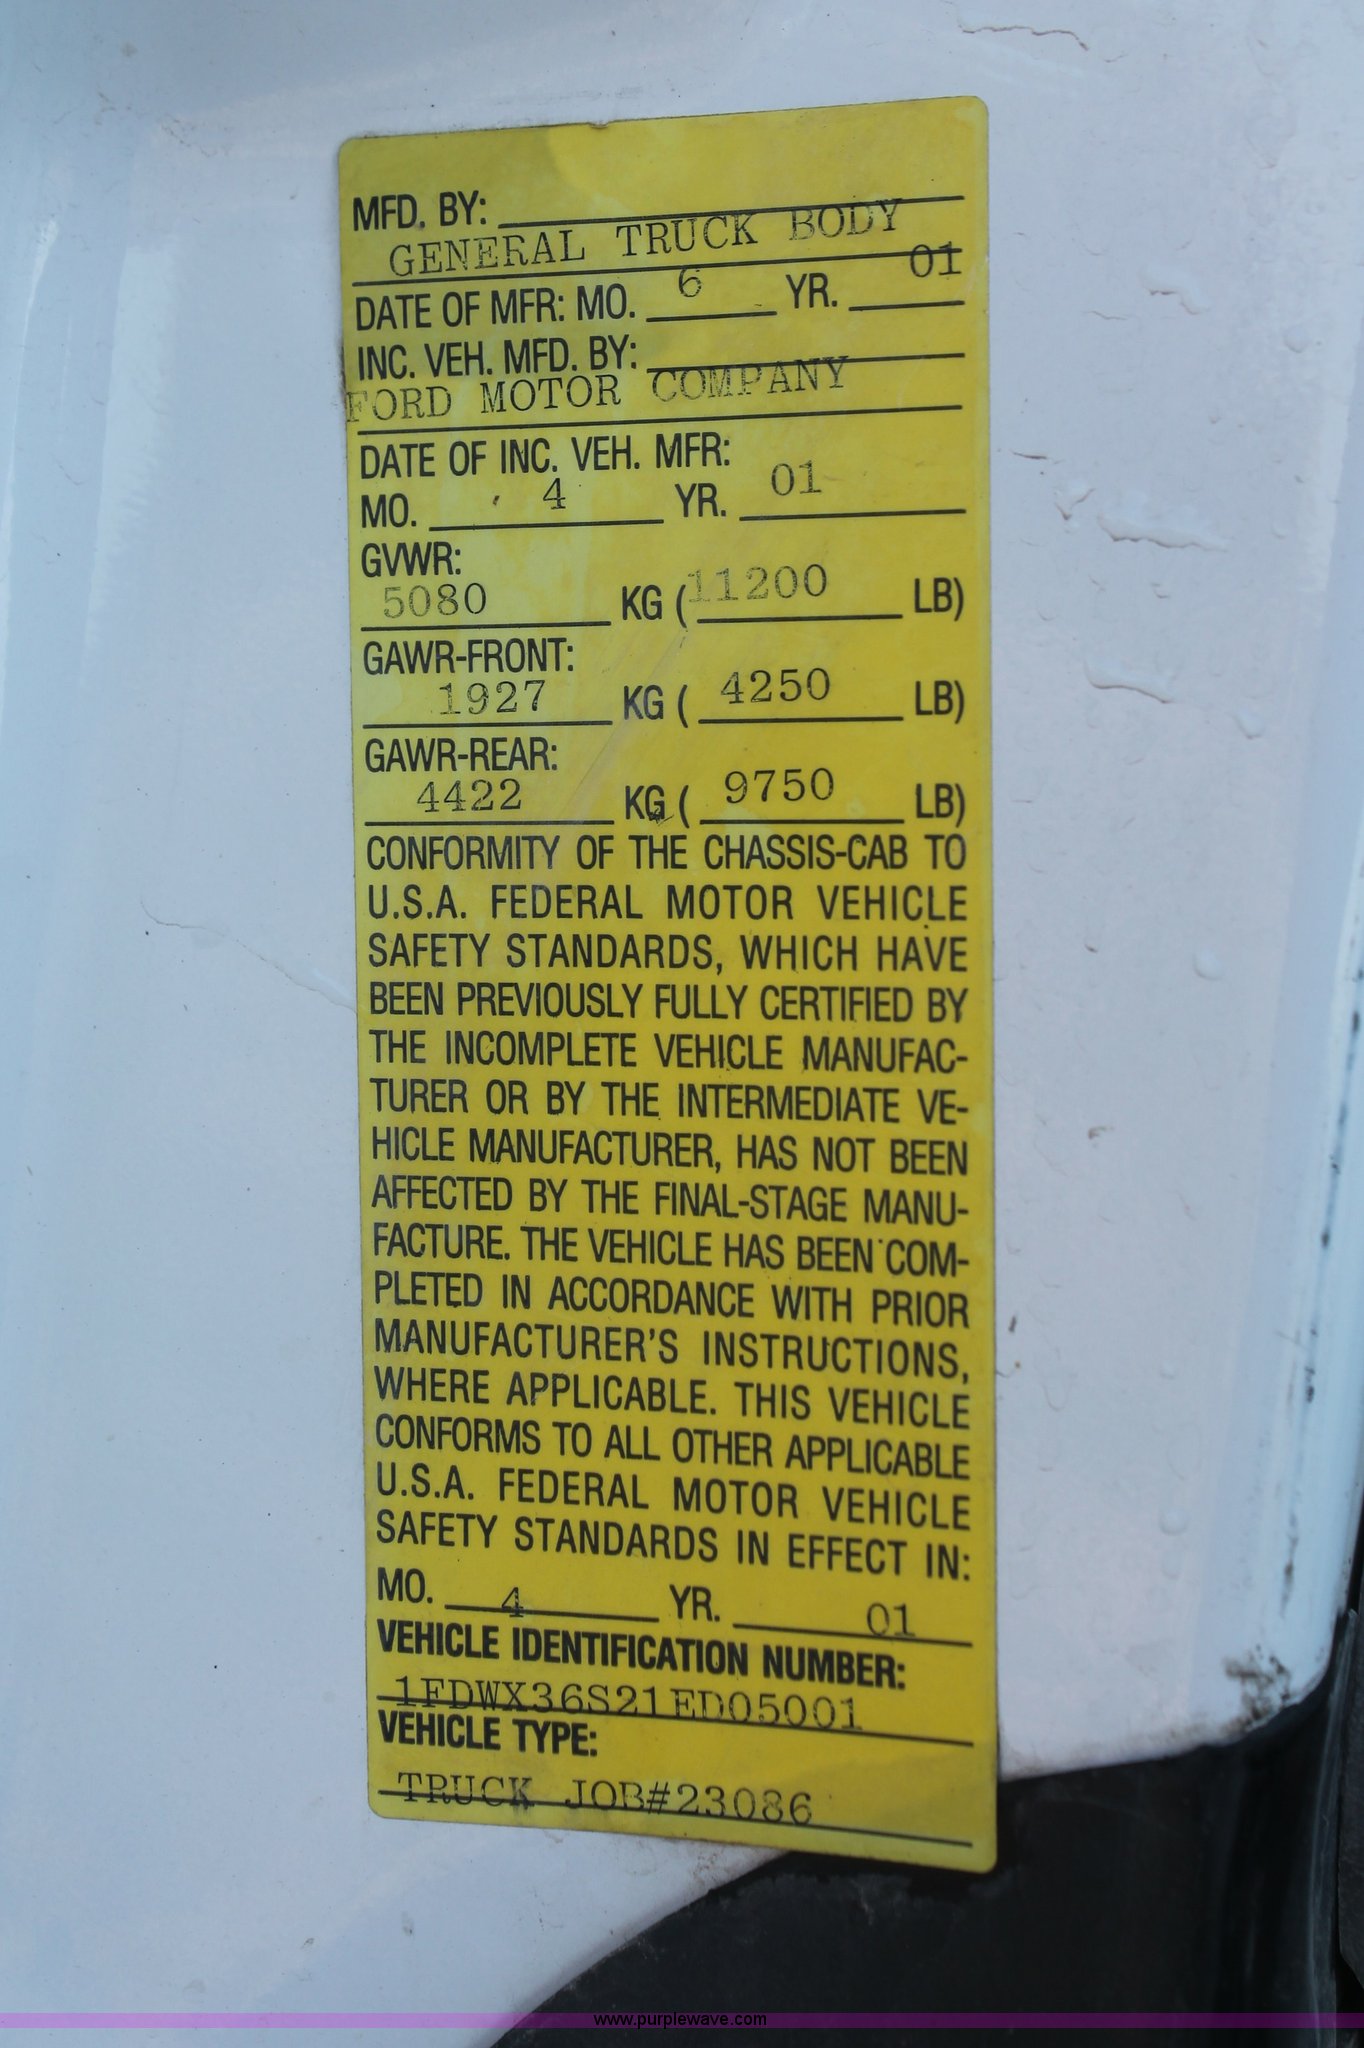 MFD. BY:
GENERAL TRUCK BODY
DATE OF MFR: MO. 6 YR. 01
INC. VEH. MFD. BY:
FORD MOTOR COMPANY
DATE OF INC. VEH. MFR:
MO. 4 YR. 01
GVWR:
5080 KG (11200 LB)
GAWR-FRONT:
1927 KG ( 4250 LB)
GAWR-REAR:
4422 KG ( 9750 LB)
CONFORMITY OF THE CHASSIS-CAB TO
U.S.A. FEDERAL MOTOR VEHICLE
SAFETY STANDARDS, WHICH HAVE
BEEN PREVIOUSLY FULLY CERTIFIED BY
THE INCOMPLETE VEHICLE MANUFAC-
TURER OR BY THE INTERMEDIATE VE-
HICLE MANUFACTURER, HAS NOT BEEN
AFFECTED BY THE FINAL-STAGE MANU-
FACTURE. THE VEHICLE HAS BEEN COM-
PLETED IN ACCORDANCE WITH PRIOR
MANUFACTURER'S INSTRUCTIONS,
WHERE APPLICABLE. THIS VEHICLE
CONFORMS TO ALL OTHER APPLICABLE
U.S.A. FEDERAL MOTOR VEHICLE
SAFETY STANDARDS IN EFFECT IN:
MO. 4 YR. 01
VEHICLE IDENTIFICATION NUMBER:
1FDWX36S21ED05001
VEHICLE TYPE:
TRUCK JOB#23086
www.purplewave.com